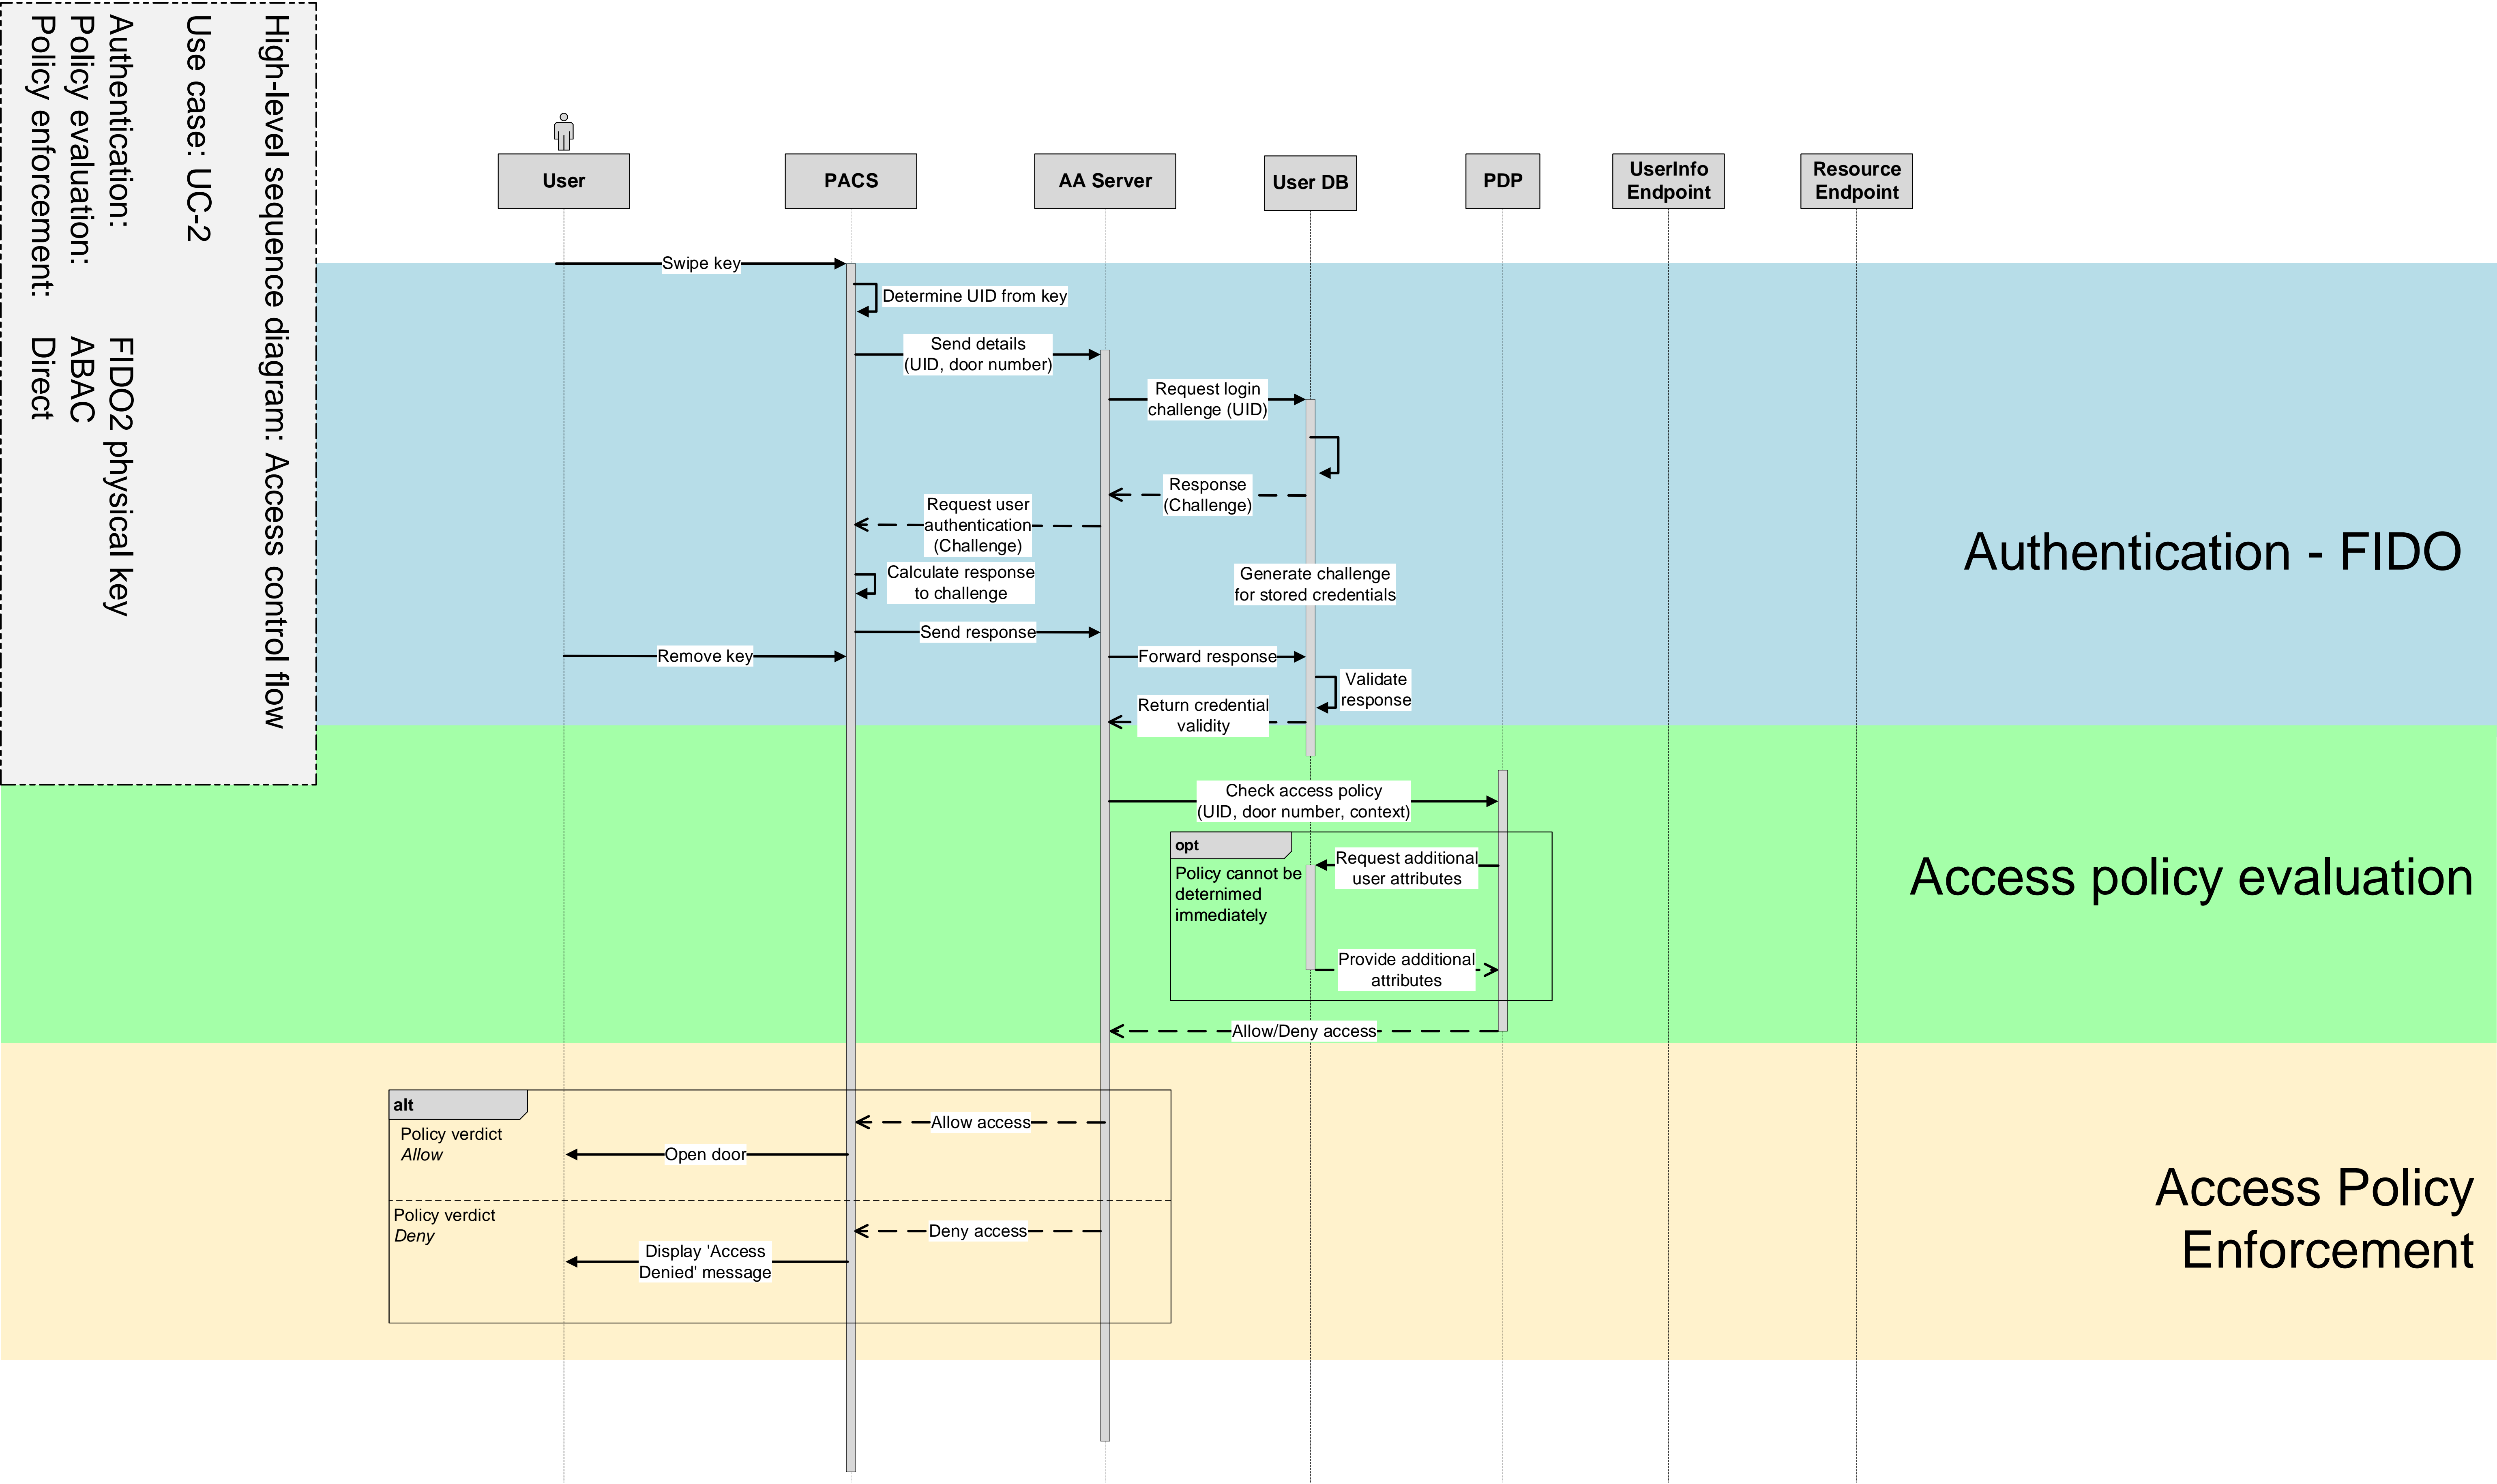 High-level sequence diagram: Access control flow
Use case: UC-2
Authentication: FIDO2 physical key
Policy evaluation: ABAC
Policy enforcement: Direct
User
PACS
AA Server
User DB
PDP
UserInfo
Endpoint
Resource
Endpoint
Swipe key
Determine UID from key
Send details
(UID, door number)
Request login
challenge (UID)
Response
(Challenge)
Request user
authentication
(Challenge)
Calculate response
to challenge
Generate challenge
for stored credentials
Send response
Remove key
Forward response
Validate
response
Return credential
validity
Authentication - FIDO
Check access policy
(UID, door number, context)
opt
Policy cannot be
deternimed
immediately
Request additional
user attributes
Provide additional
attributes
Allow/Deny access
Access policy evaluation
alt
Policy verdict
Allow
Allow access
Open door
Policy verdict
Deny
Deny access
Display 'Access
Denied' message
Access Policy
Enforcement